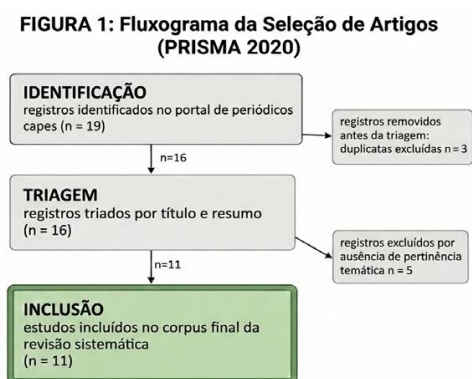 FIGURA 1: Fluxograma da Seleção de Artigos
(PRISMA 2020)
IDENTIFICAÇÃO
registros identificados no portal de periódicos
capes (n = 19)
registros removidos
antes da triagem:
duplicatas excluídas n = 3
n=16
TRIAGEM
registros triados por título e resumo
(n = 16)
registros excluídos por
ausência de pertinência
temática n = 5
n=11
INCLUSÃO
estudos incluídos no corpus final da
revisão sistemática
(n = 11)